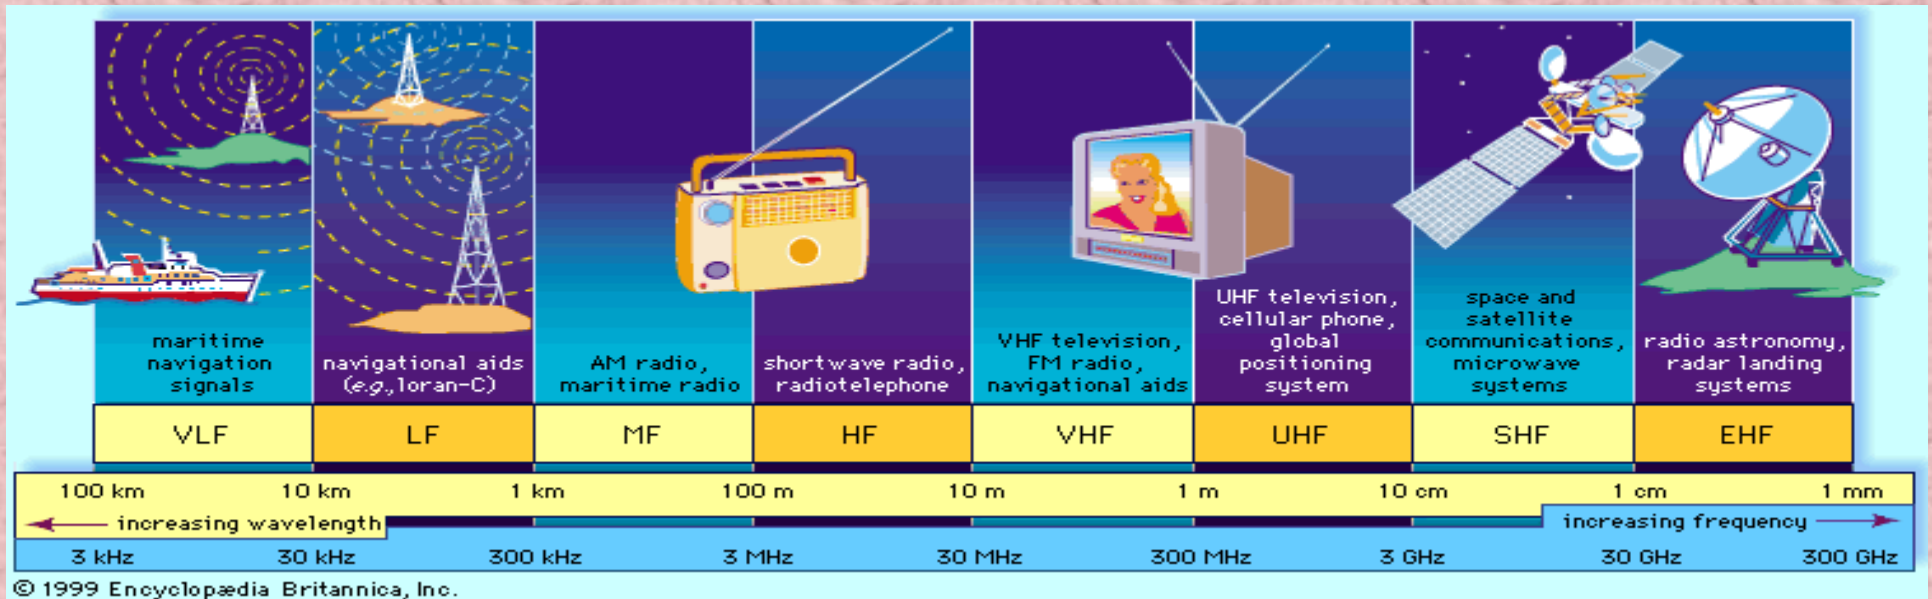 maritime
navigation
signals
navigational aids
(e.g., loran-C)
AM radio,
maritime radio
shortwave radio,
radiotelephone
VHF television,
FM radio,
navigational aids
UHF television,
cellular phone,
global
positioning
system
space and
satellite
communications,
microwave
systems
radio astronomy,
radar landing
systems
VLF LF MF HF VHF UHF SHF EHF
100 km 10 km 1 km 100 m 10 m 1 m 10 cm 1 cm 1 mm
increasing wavelength increasing frequency
3 kHz 30 kHz 300 kHz 3 MHz 30 MHz 300 MHz 3 GHz 30 GHz 300 GHz
© 1999 Encyclopædia Britannica, Inc.